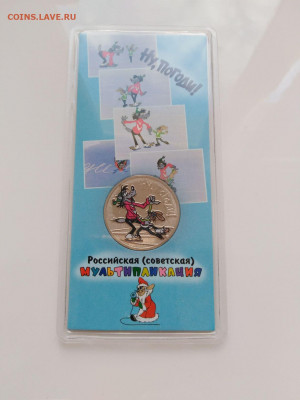 COINS.LAVE.RU
Ну, погоди!
Российская (советская)
МУЛЬТИПЛИКАЦИЯ